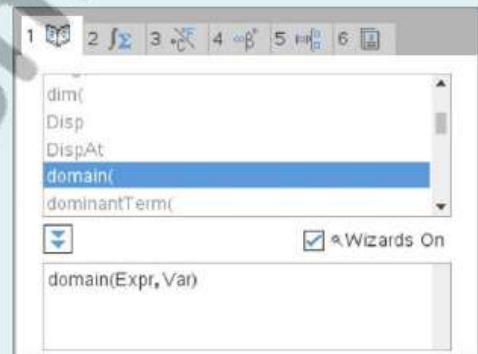 1 2 ∫Σ 3 4 ∞β° 5 6
dim(
Disp
DispAt
domain(
dominantTerm(
Wizards On
domain(Expr, Var)